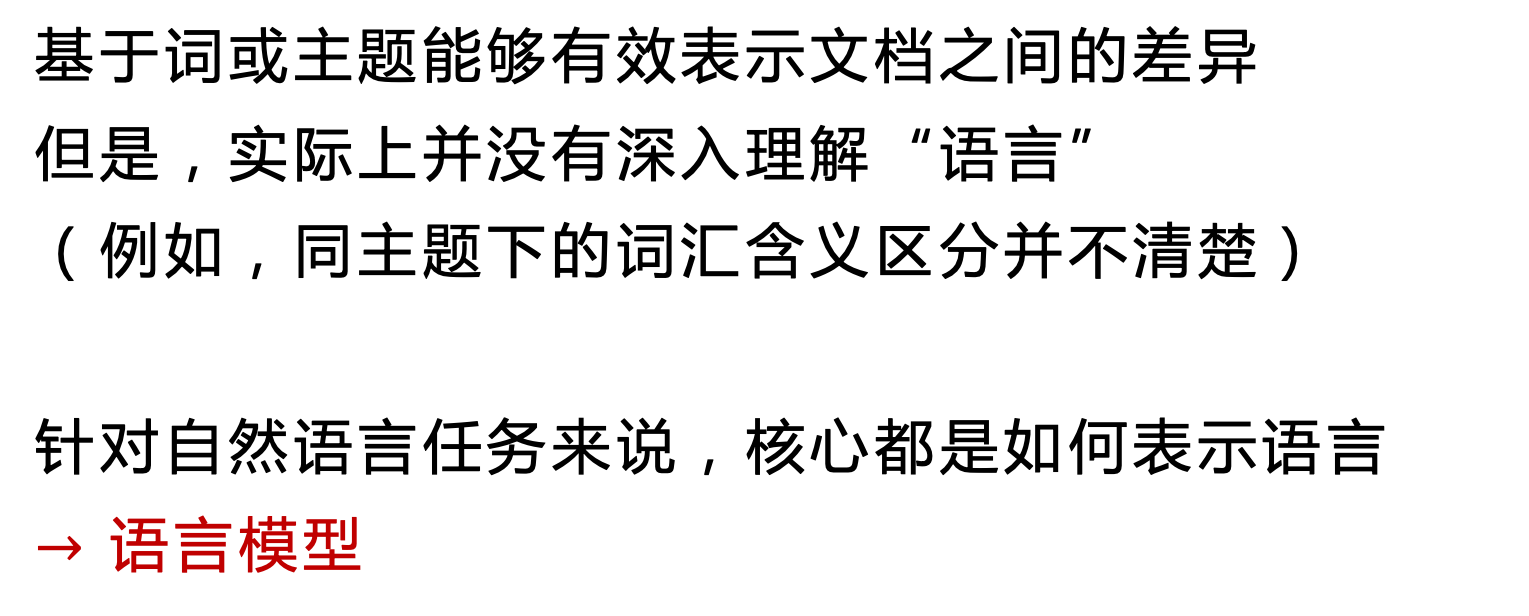 基于词或主题能够有效表示文档之间的差异
但是，实际上并没有深入理解“语言”
（例如，同主题下的词汇含义区分并不清楚）
针对自然语言任务来说，核心都是如何表示语言
→ 语言模型